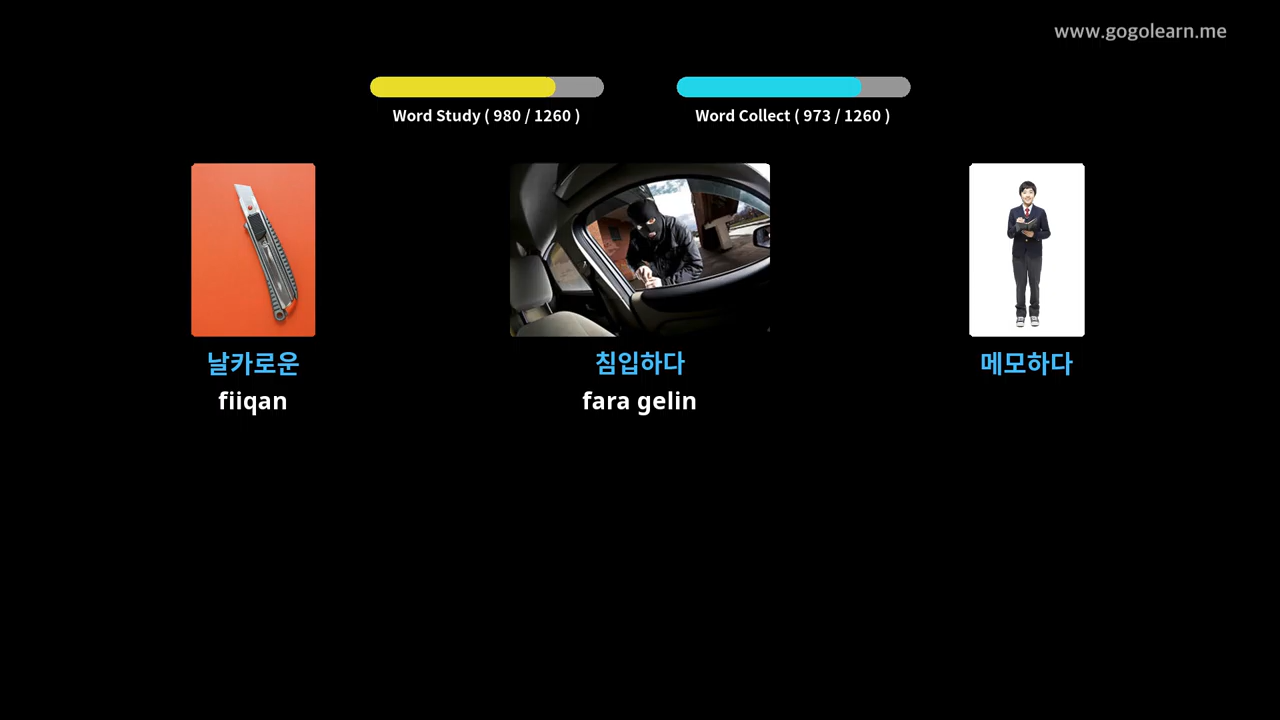 www.gogolearn.me
Word Study ( 980 / 1260 )
Word Collect ( 973 / 1260 )
날카로운
침입하다
메모하다
fiiqan
fara gelin